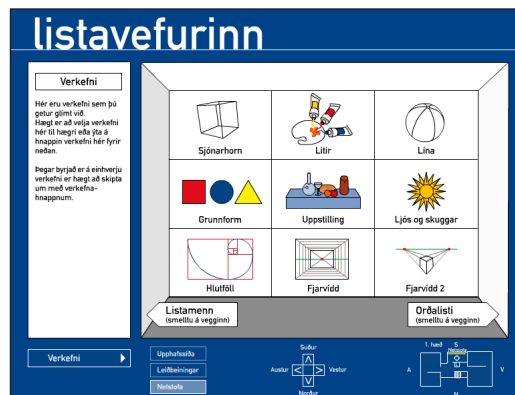 listavefurinn
Verkefni
Hér eru verkefni sem þú
getur glímt við.
Hægt er að velja verkefni
hér til hægri eða ýta á
hnappin verkefni hér fyrir
neðan.
Þegar byrjað er á einhverju
verkefni er hægt að skipta
um með verkefna-
hnappnum.
Sjónarhorn
Litir
Lína
Grunnform
Uppstilling
Ljós og skuggar
Hlutföll
Fjarvídd
Fjarvídd 2
Listamenn
(smelltu á vegginn)
Orðalisti
(smelltu á vegginn)
Verkefni
Upphafssíða
Leiðbeiningar
Netstofa
Suður
Austur
Vestur
Norður
1. hæð
S
Netstofa
A
V
N